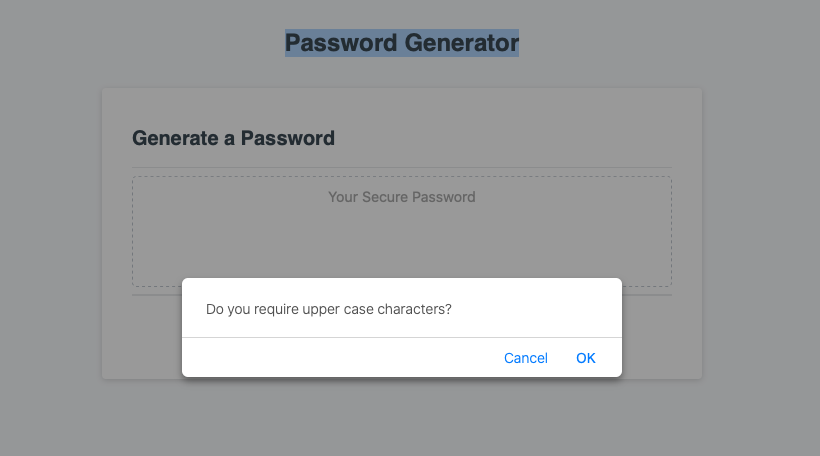 Password Generator
Generate a Password
Your Secure Password
Do you require upper case characters?
Cancel OK